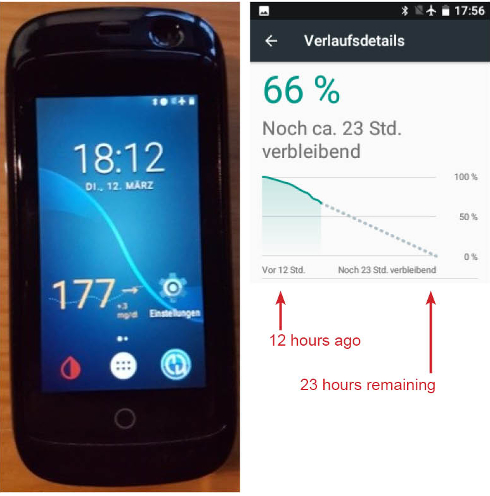 18:12
DI., 12. MÄRZ
177→
+3
mg/dl
Einstellungen
17:56
Verlaufsdetails
66 %
Noch ca. 23 Std.
verbleibend
100 %
50 %
0 %
Vor 12 Std.
Noch 23 Std. verbleibend
12 hours ago
23 hours remaining